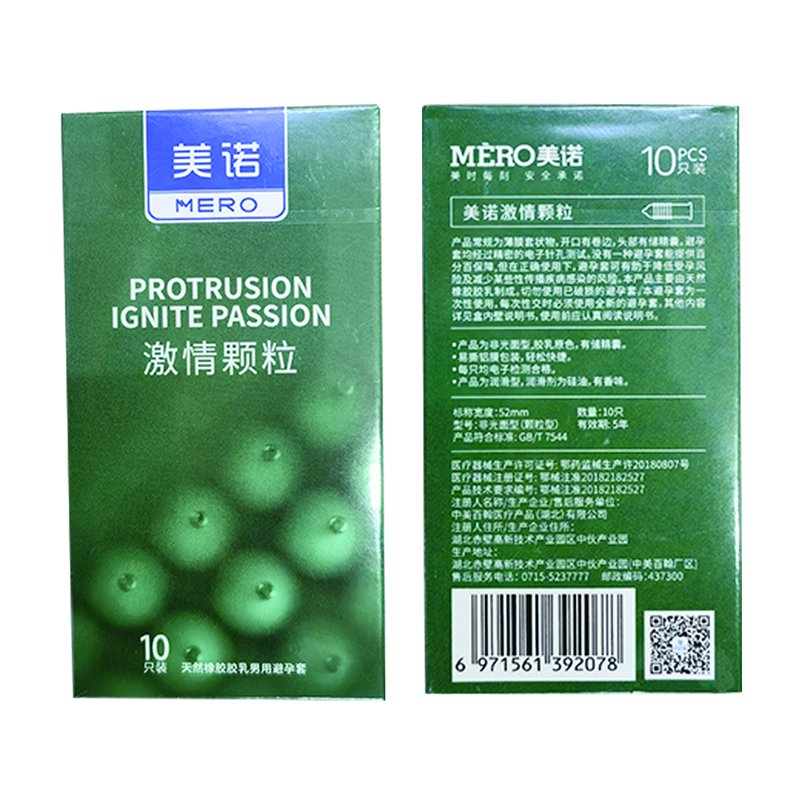 美诺
MERO
PROTRUSION
IGNITE PASSION
激情颗粒
10
只装
天然橡胶胶乳男用避孕套
MÈRO美诺
美时每刻 安全承诺
10PCS
只装
美诺激情颗粒
产品常规为薄膜套状物,开口有卷边,头部有储精囊。避孕
套均经过精密的电子针孔测试。没有一种避孕套能提供百
分百保障,但在正确使用下,避孕套可有助于降低受孕风
险及减少某些性传播疾病感染的风险。本产品主要由天然
橡胶胶乳制成,切勿使用已破残的避孕套。本避孕套为一
次性使用,每次性交时必须使用全新的避孕套。其他内容
详见盒内壁说明书,使用前应认真阅读说明书。
·产品为非光面型,胶乳原色,有储精囊。
·易撕铝膜包装,轻松快捷。
·每只均电子检测合格。
·产品为润滑型,润滑剂为硅油,有香味。
标称宽度:52mm 数量:10只
型号:非光面型(颗粒型) 有效期:5年
产品符合标准:GB/T 7544
医疗器械生产许可证号:鄂药监械生产许20180807号
医疗器械注册证号:鄂械注准20182182527
产品技术要求编号:鄂械注准20182182527
注册人名称/生产企业/售后服务单位:
中美百翰医疗产品(湖北)有限公司
注册人住所/生产企业住所:
湖北赤壁高新技术产业园区中伙产业园
生产地址:
湖北赤壁高新技术产业园区中伙产业园(中美百翰厂区)
售后服务电话:0715-5237777 邮政编码:437300
6 971561 392078